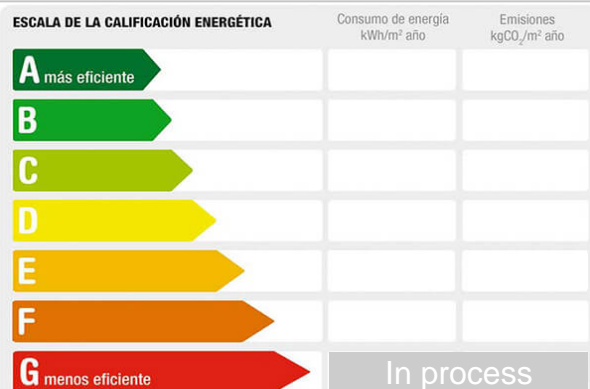 ESCALA DE LA CALIFICACIÓN ENERGÉTICA
Consumo de energía
kWh/m² año
Emisiones
kgCO₂/m² año
A más eficiente
B
C
D
E
F
G menos eficiente
In process